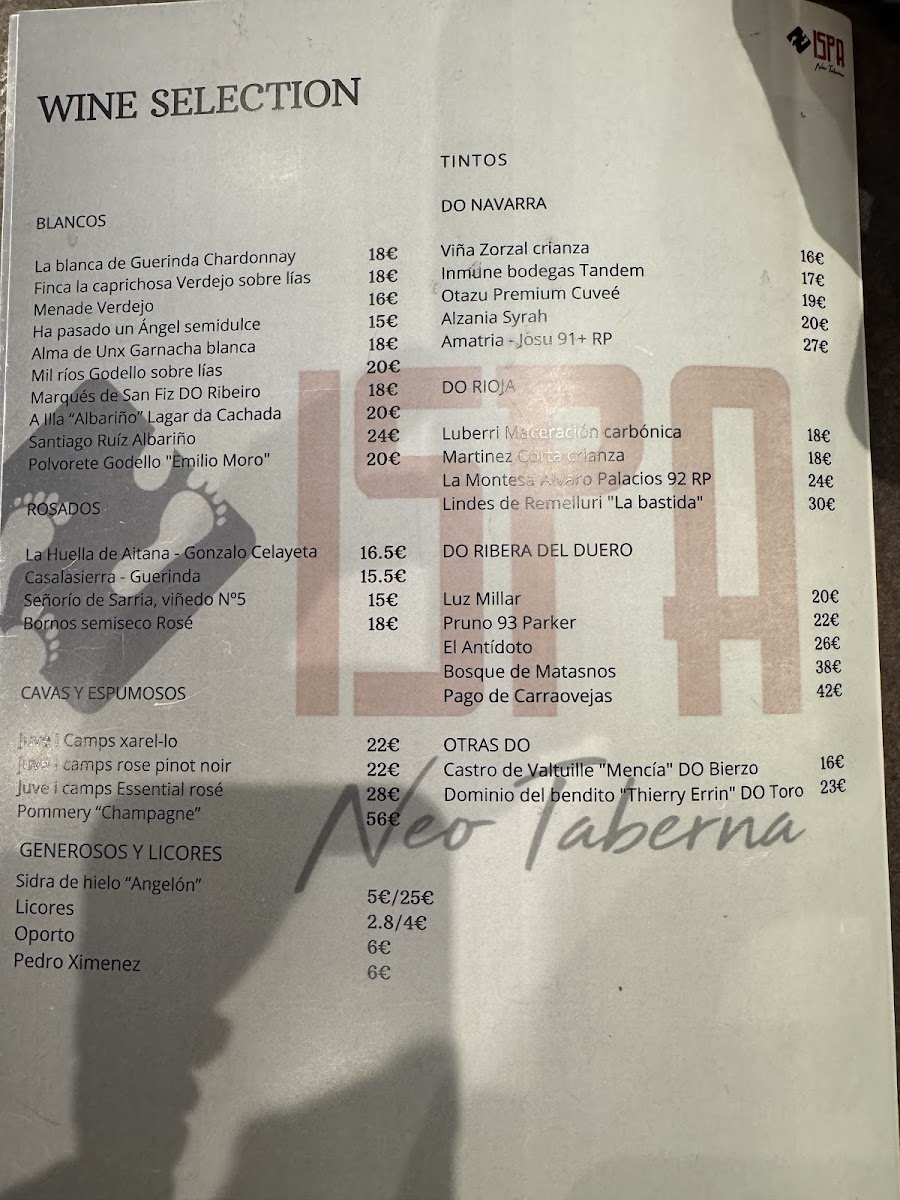 ISPA
Neo Taberna
WINE SELECTION
BLANCOS
La blanca de Guerinda Chardonnay 18€
Finca la caprichosa Verdejo sobre lías 18€
Menade Verdejo 16€
Ha pasado un Ángel semidulce 15€
Alma de Unx Garnacha blanca 18€
Mil ríos Godello sobre lías 20€
Marqués de San Fiz DO Ribeiro 18€
A Illa “Albariño” Lagar da Cachada 20€
Santiago Ruíz Albariño 24€
Polvorete Godello "Emilio Moro" 20€
ROSADOS
La Huella de Aitana - Gonzalo Celayeta 16.5€
Casalasierra - Guerinda 15.5€
Señorío de Sarria, viñedo Nº5 15€
Bornos semiseco Rosé 18€
CAVAS Y ESPUMOSOS
Juve i Camps xarel-lo 22€
Juve i camps rose pinot noir 22€
Juve i camps Essential rosé 28€
Pommery “Champagne” 56€
GENEROSOS Y LICORES
Sidra de hielo “Angelón” 5€/25€
Licores 2.8/4€
Oporto 6€
Pedro Ximenez 6€
TINTOS
DO NAVARRA
Viña Zorzal crianza 16€
Inmune bodegas Tandem 17€
Otazu Premium Cuveé 19€
Alzania Syrah 20€
Amatria - Josu 91+ RP 27€
DO RIOJA
Luberri Maceración carbónica 18€
Martinez Corta crianza 18€
La Montesa Alvaro Palacios 92 RP 24€
Lindes de Remelluri "La bastida" 30€
DO RIBERA DEL DUERO
Luz Millar 20€
Pruno 93 Parker 22€
El Antídoto 26€
Bosque de Matasnos 38€
Pago de Carraovejas 42€
OTRAS DO
Castro de Valtuille "Mencía" DO Bierzo 16€
Dominio del bendito "Thierry Errin" DO Toro 23€
ISPA
Neo Taberna